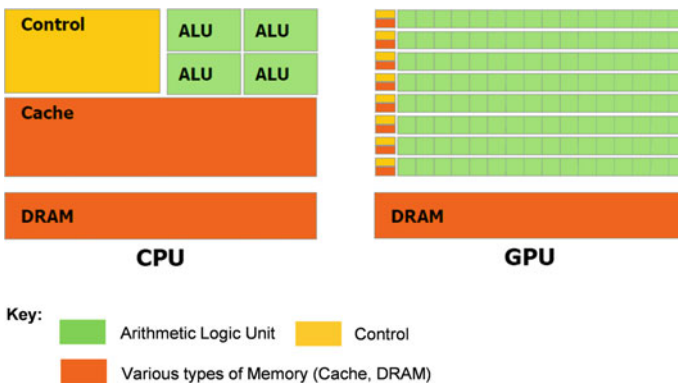 Control
ALU ALU
ALU ALU
Cache
DRAM
CPU
DRAM
GPU
Key:
Arithmetic Logic Unit
Control
Various types of Memory (Cache, DRAM)